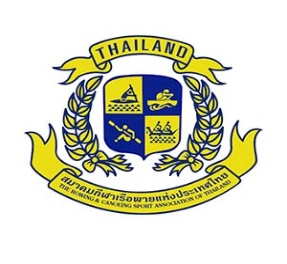 THAILAND
สมาคมกีฬาเรือพายแห่งประเทศไทย
THE ROWING & CANOEING SPORT ASSOCIATION OF THAILAND